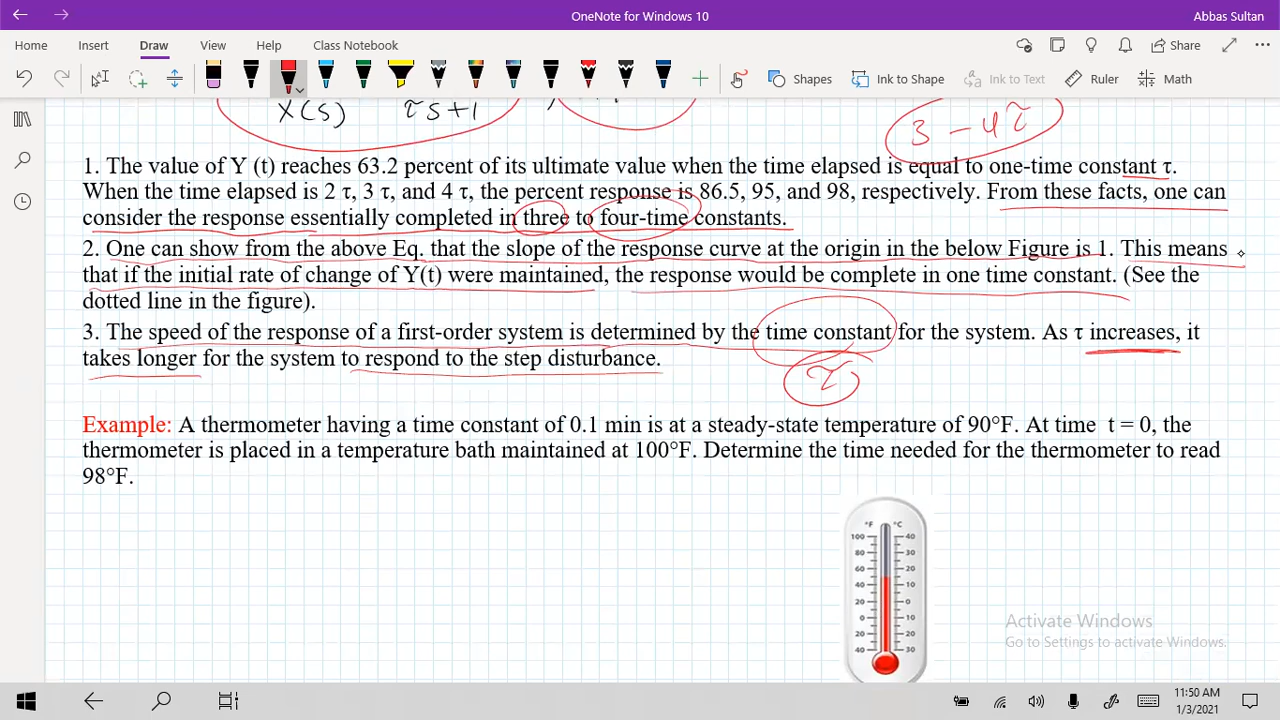 OneNote for Windows 10
Abbas Sultan
Home Insert Draw View Help Class Notebook
Share
Shapes Ink to Shape Ink to Text Ruler Math
X(s) τs+1
3 - 4 τ
1. The value of Y (t) reaches 63.2 percent of its ultimate value when the time elapsed is equal to one-time constant τ.
When the time elapsed is 2 τ, 3 τ, and 4 τ, the percent response is 86.5, 95, and 98, respectively. From these facts, one can
consider the response essentially completed in three to four-time constants.
2. One can show from the above Eq. that the slope of the response curve at the origin in the below Figure is 1. This means
that if the initial rate of change of Y(t) were maintained, the response would be complete in one time constant. (See the
dotted line in the figure).
3. The speed of the response of a first-order system is determined by the time constant for the system. As τ increases, it
takes longer for the system to respond to the step disturbance.
τ
Example: A thermometer having a time constant of 0.1 min is at a steady-state temperature of 90°F. At time t = 0, the
thermometer is placed in a temperature bath maintained at 100°F. Determine the time needed for the thermometer to read
98°F.
°F °C
100 40
80 30
60 20
40 10
20 0
0 10
20 20
40 30
Activate Windows
Go to Settings to activate Windows.
11:50 AM
1/3/2021